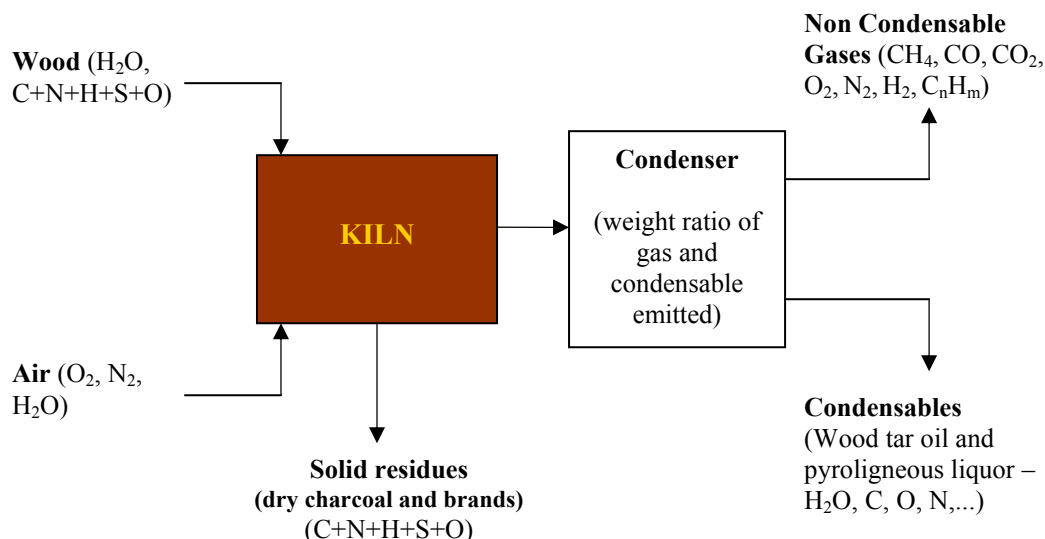 Wood (H₂O,
C+N+H+S+O)
Non Condensable
Gases (CH₄, CO, CO₂,
O₂, N₂, H₂, CₙHₘ)
KILN
Condenser
(weight ratio of
gas and
condensable
emitted)
Air (O₂, N₂,
H₂O)
Solid residues
(dry charcoal and brands)
(C+N+H+S+O)
Condensables
(Wood tar oil and
pyroligneous liquor –
H₂O, C, O, N,...)